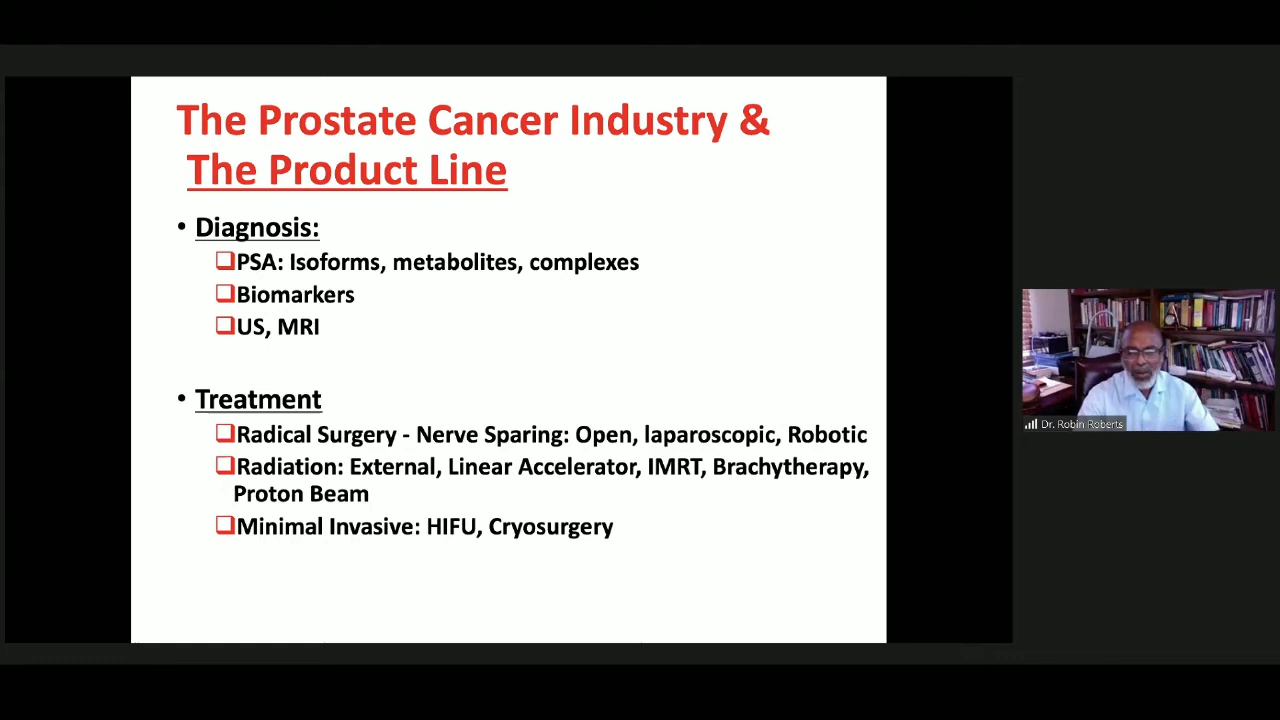 The Prostate Cancer Industry &
The Product Line
• Diagnosis:
❑PSA: Isoforms, metabolites, complexes
❑Biomarkers
❑US, MRI
• Treatment
❑Radical Surgery - Nerve Sparing: Open, laparoscopic, Robotic
❑Radiation: External, Linear Accelerator, IMRT, Brachytherapy,
Proton Beam
❑Minimal Invasive: HIFU, Cryosurgery
Dr. Robin Roberts